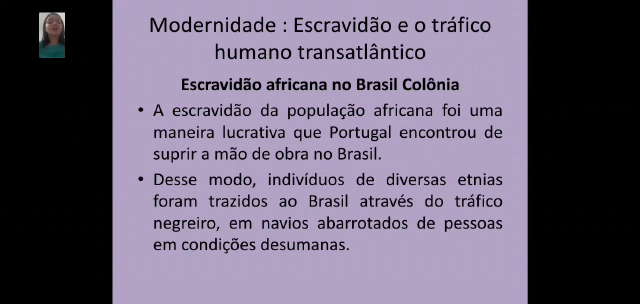 Modernidade : Escravidão e o tráfico
humano transatlântico
Escravidão africana no Brasil Colônia
• A escravidão da população africana foi uma
maneira lucrativa que Portugal encontrou de
suprir a mão de obra no Brasil.
• Desse modo, indivíduos de diversas etnias
foram trazidos ao Brasil através do tráfico
negreiro, em navios abarrotados de pessoas
em condições desumanas.